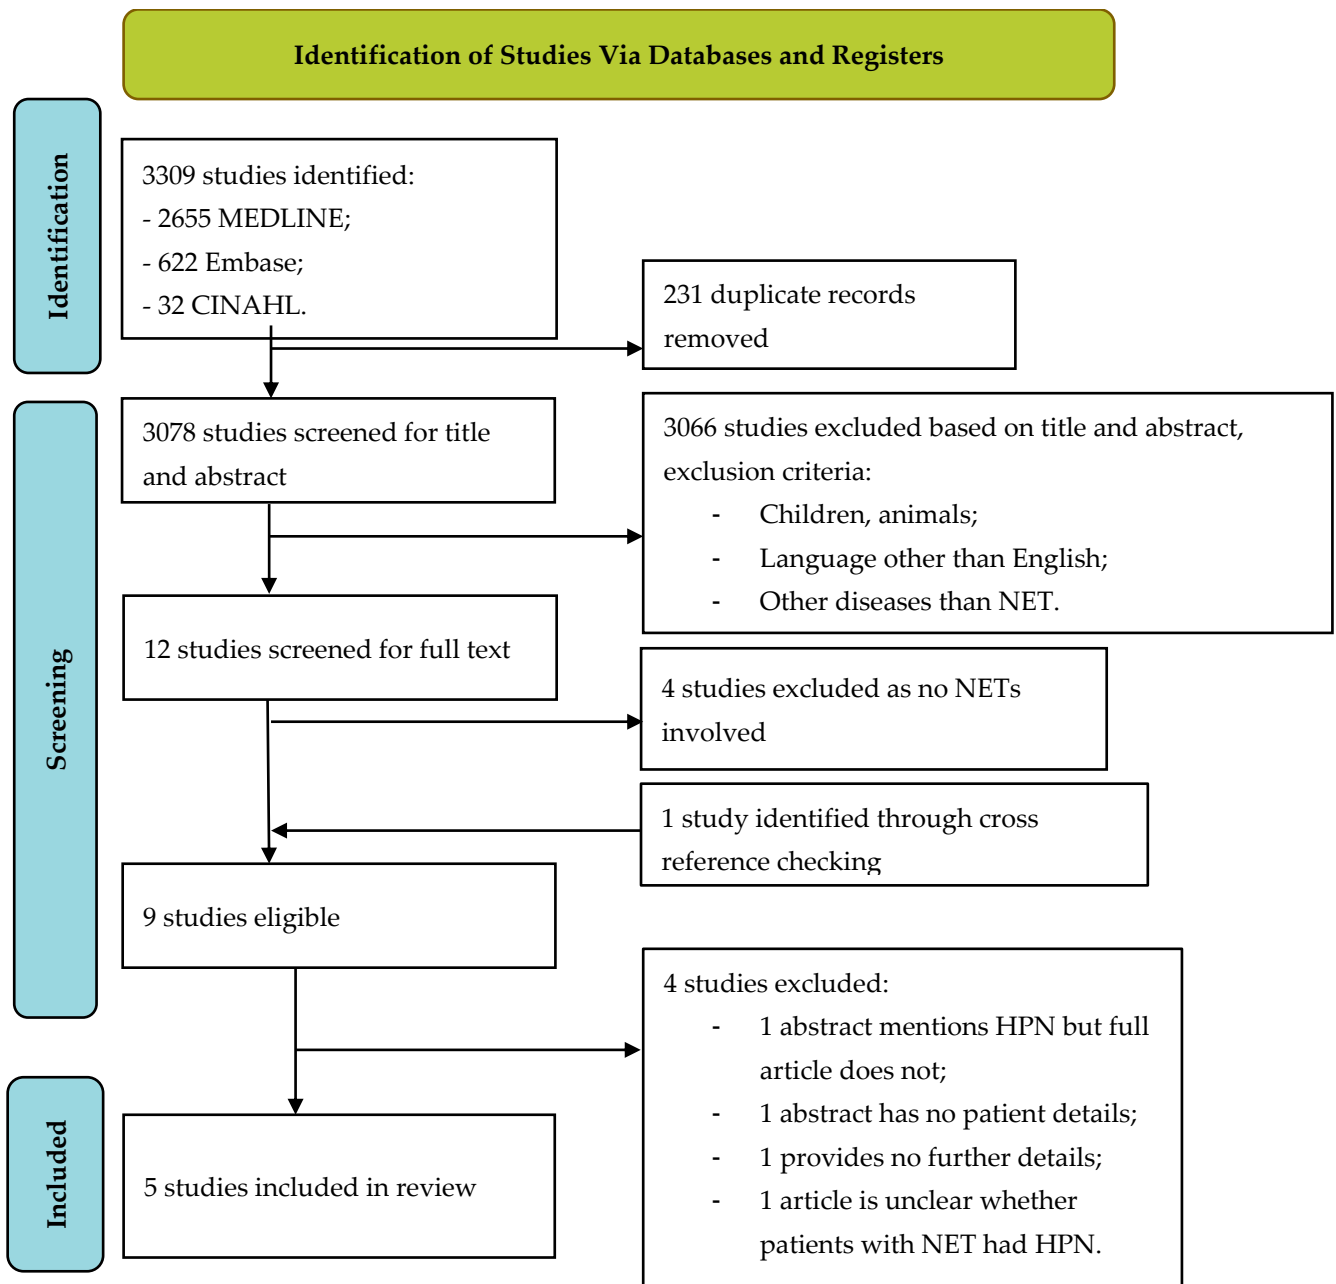 Identification of Studies Via Databases and Registers
Identification
3309 studies identified:
- 2655 MEDLINE;
- 622 Embase;
- 32 CINAHL.
231 duplicate records
removed
Screening
3078 studies screened for title
and abstract
3066 studies excluded based on title and abstract,
exclusion criteria:
- Children, animals;
- Language other than English;
- Other diseases than NET.
12 studies screened for full text
4 studies excluded as no NETs
involved
1 study identified through cross
reference checking
9 studies eligible
4 studies excluded:
- 1 abstract mentions HPN but full
article does not;
- 1 abstract has no patient details;
- 1 provides no further details;
- 1 article is unclear whether
patients with NET had HPN.
Included
5 studies included in review